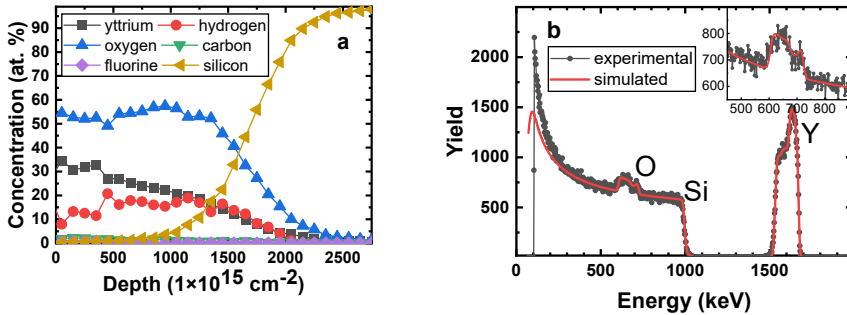 yttrium hydrogen
oxygen carbon
fluorine silicon
a
Concentration (at. %)
90
80
70
60
50
40
30
20
10
0
0 500 1000 1500 2000 2500
Depth (1×10¹⁵ cm⁻²)
b
experimental
simulated
800
700
600
500 600 700 800
Yield
2000
1500
1000
500
O
Si
Y
0 500 1000 1500
Energy (keV)